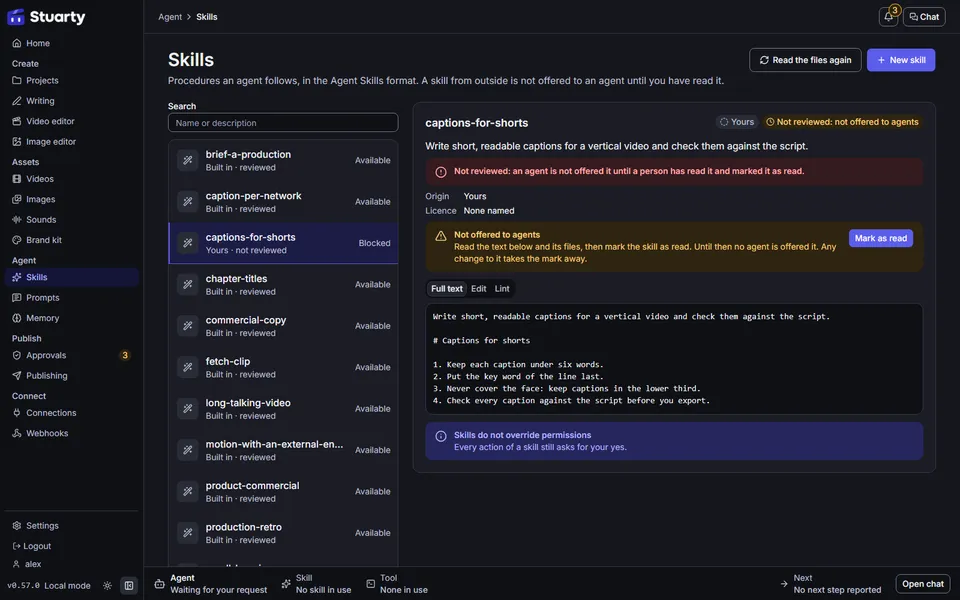 Stuarty
Home
Create
Projects
Writing
Video editor
Image editor
Assets
Videos
Images
Sounds
Brand kit
Agent
Skills
Prompts
Memory
Publish
Approvals 3
Publishing
Connect
Connections
Webhooks
Settings
Logout
alex
v0.57.0 Local mode
Agent > Skills
3
Chat
Skills
Procedures an agent follows, in the Agent Skills format. A skill from outside is not offered to an agent until you have read it.
Read the files again
+ New skill
Search
Name or description
brief-a-production
Built in · reviewed
Available
caption-per-network
Built in · reviewed
Available
captions-for-shorts
Yours · not reviewed
Blocked
chapter-titles
Built in · reviewed
Available
commercial-copy
Built in · reviewed
Available
fetch-clip
Built in · reviewed
Available
long-talking-video
Built in · reviewed
Available
motion-with-an-external-en...
Built in · reviewed
Available
product-commercial
Built in · reviewed
Available
production-retro
Built in · reviewed
Available
captions-for-shorts
Yours
Not reviewed: not offered to agents
Write short, readable captions for a vertical video and check them against the script.
Not reviewed: an agent is not offered it until a person has read it and marked it as read.
Origin Yours
Licence None named
Not offered to agents
Read the text below and its files, then mark the skill as read. Until then no agent is offered it. Any
change to it takes the mark away.
Mark as read
Full text Edit Lint
Write short, readable captions for a vertical video and check them against the script.
# Captions for shorts
1. Keep each caption under six words.
2. Put the key word of the line last.
3. Never cover the face: keep captions in the lower third.
4. Check every caption against the script before you export.
Skills do not override permissions
Every action of a skill still asks for your yes.
Agent
Waiting for your request
Skill
No skill in use
Tool
None in use
Next
No next step reported
Open chat